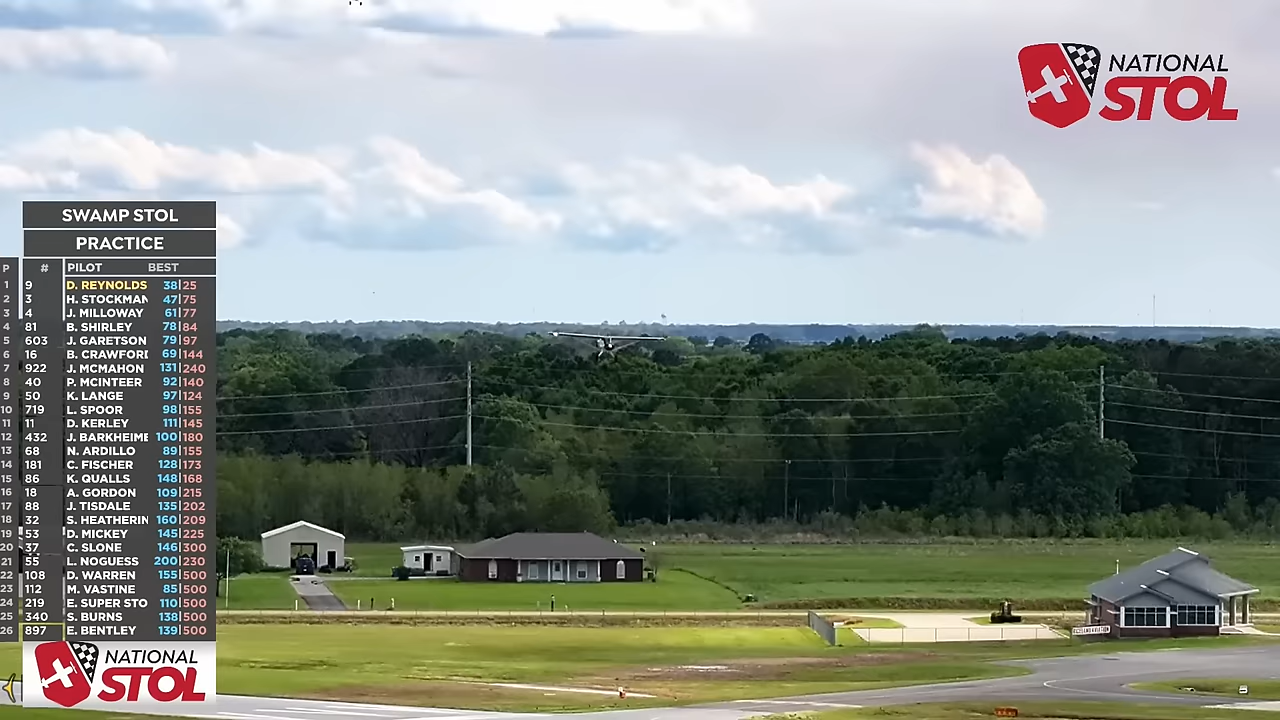 NATIONAL
STOL
SWAMP STOL
PRACTICE
P # PILOT BEST
1 9 D. REYNOLDS 38|25
2 3 H. STOCKMAN 47|75
3 4 J. MILLOWAY 61|77
4 81 B. SHIRLEY 78|84
5 603 J. GARETSON 79|97
6 16 B. CRAWFORD 69|144
7 922 J. MCMAHON 131|240
8 40 P. MCINTEER 92|140
9 50 K. LANGE 97|124
10 719 L. SPOOR 98|155
11 11 D. KERLEY 111|145
12 432 J. BARKHEIME 100|180
13 68 N. ARDILLO 89|155
14 181 C. FISCHER 128|173
15 86 K. QUALLS 148|168
16 18 A. GORDON 109|215
17 88 J. TISDALE 135|202
18 32 S. HEATHERIN 160|209
19 53 D. MICKEY 145|225
20 37 C. SLONE 146|300
21 55 L. NOGUESS 200|230
22 108 D. WARREN 155|500
23 112 M. VASTINE 85|500
24 219 E. SUPER STO 110|500
25 340 S. BURNS 138|500
26 897 E. BENTLEY 139|500
NATIONAL
STOL